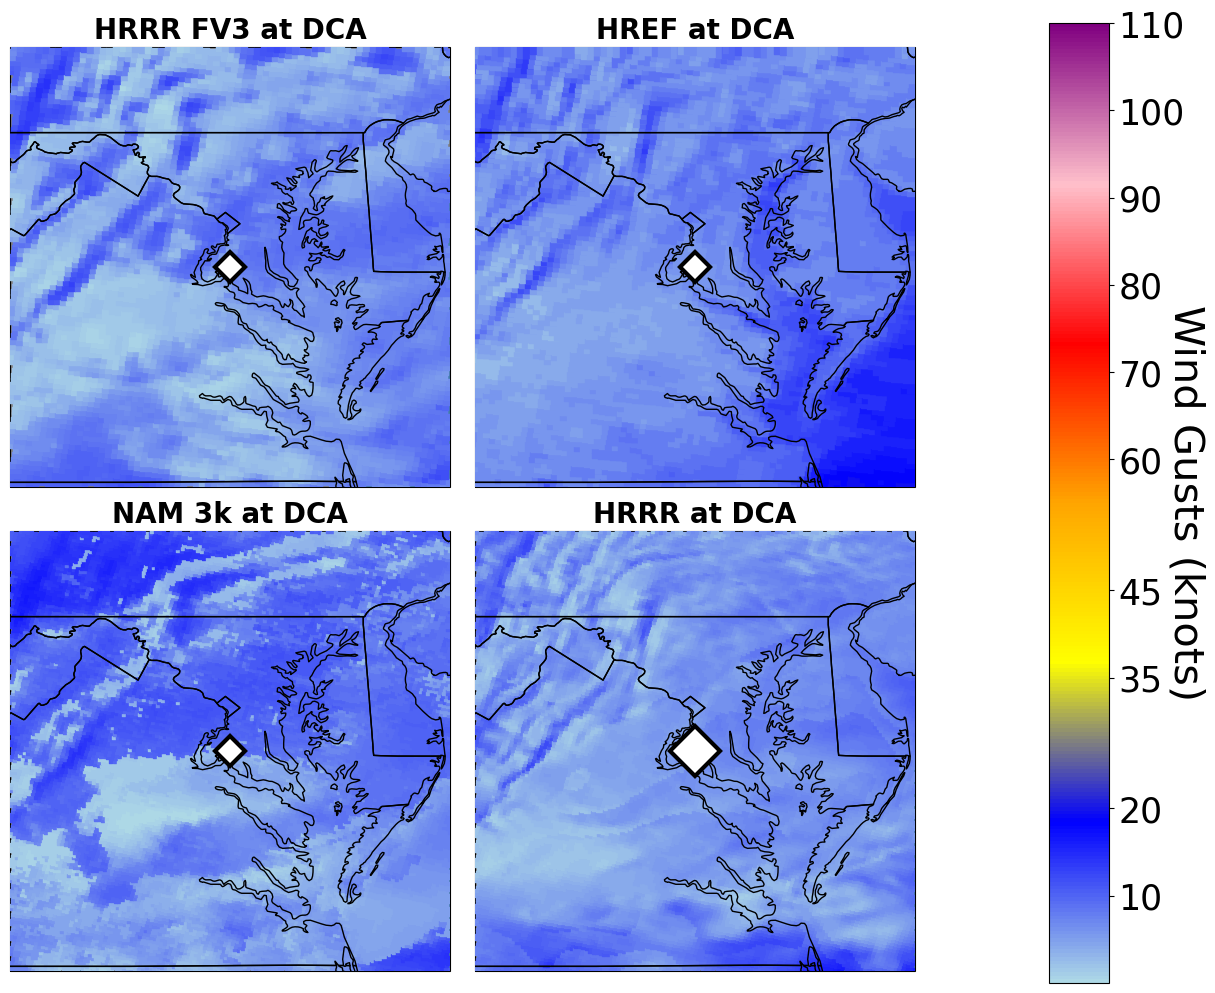 HRRR FV3 at DCA
HREF at DCA
NAM 3k at DCA
HRRR at DCA
110
100
90
80
70
60
45
35
20
10
Wind Gusts (knots)